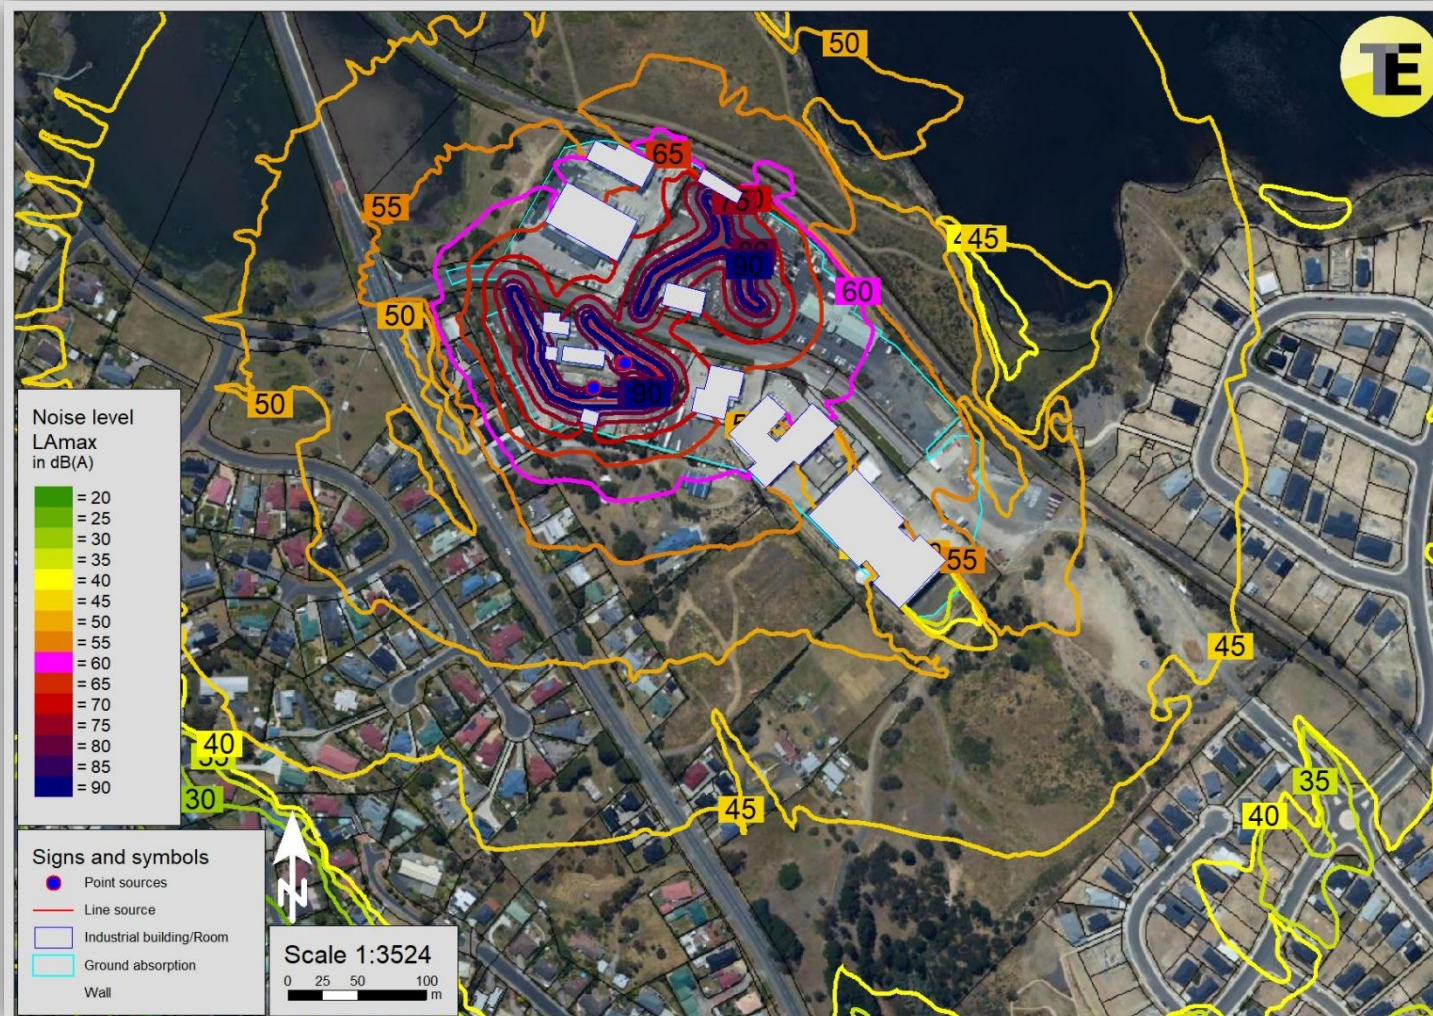 50
TE
65
55
45
90
60
50
90
50
Noise level
LAmax
in dB(A)
= 20
= 25
= 30
= 35
= 40
= 45
= 50
= 55
= 60
= 65
= 70
= 75
= 80
= 85
= 90
55
45
40
30
35
45
40
Signs and symbols
Point sources
Line source
Industrial building/Room
Ground absorption
Wall
N
Scale 1:3524
0 25 50 100
m